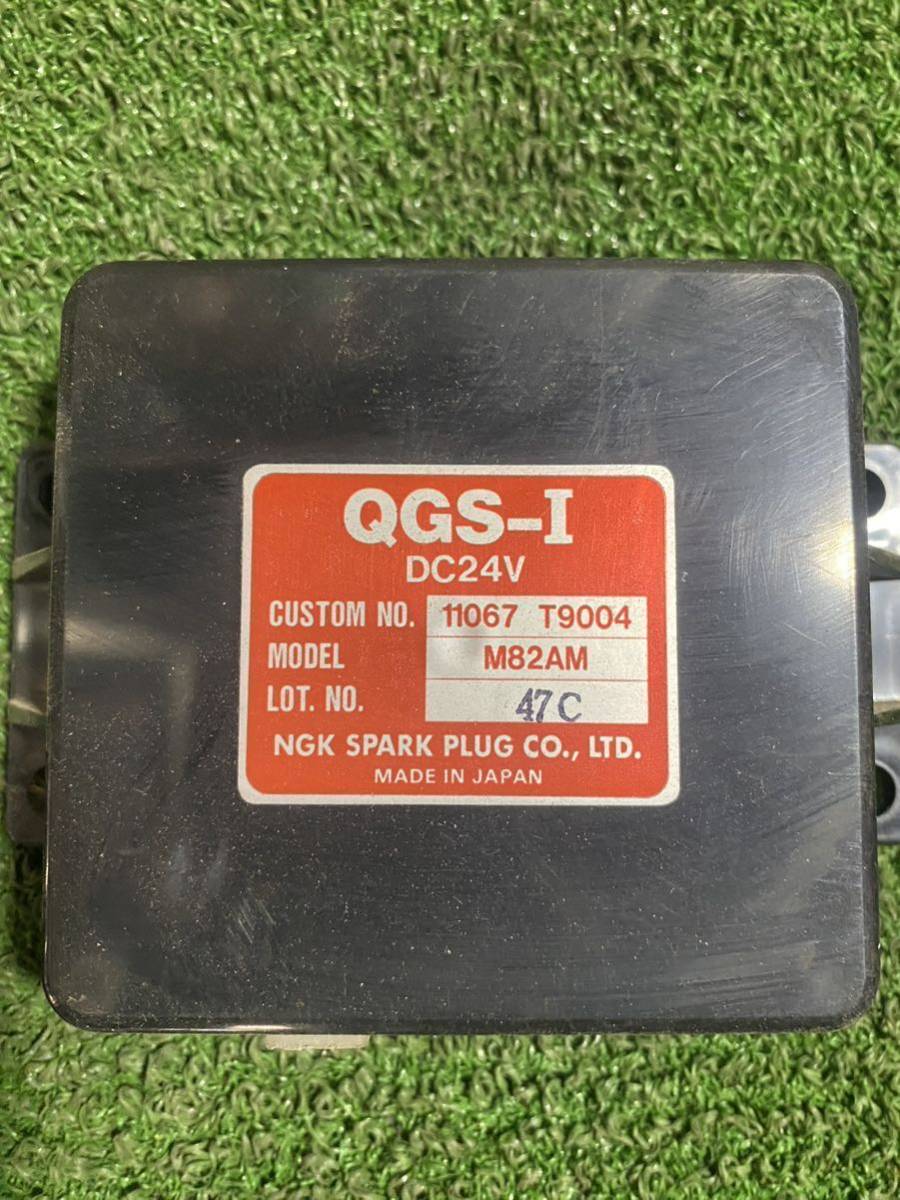 QGS-I
DC24V
CUSTOM NO. 11067 T9004
MODEL M82AM
LOT. NO. 47C
NGK SPARK PLUG CO., LTD.
MADE IN JAPAN